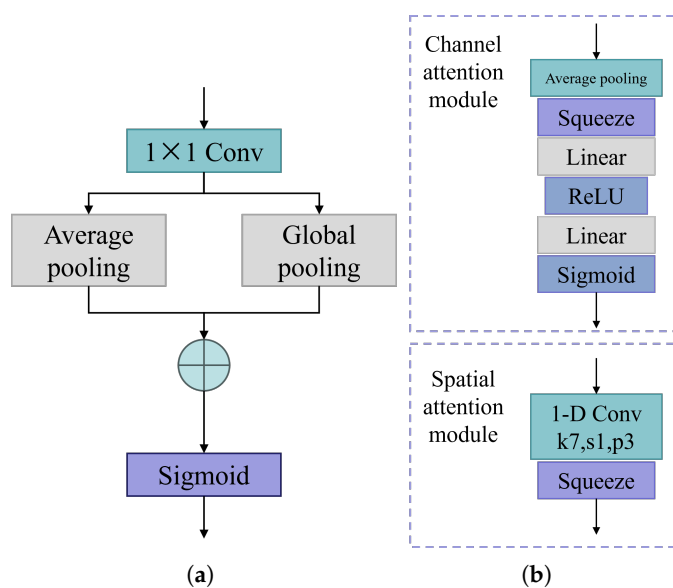 1×1 Conv
Average
pooling
Global
pooling
Sigmoid
(a)
Channel
attention
module
Average pooling
Squeeze
Linear
ReLU
Linear
Sigmoid
Spatial
attention
module
1-D Conv
k7,s1,p3
Squeeze
(b)